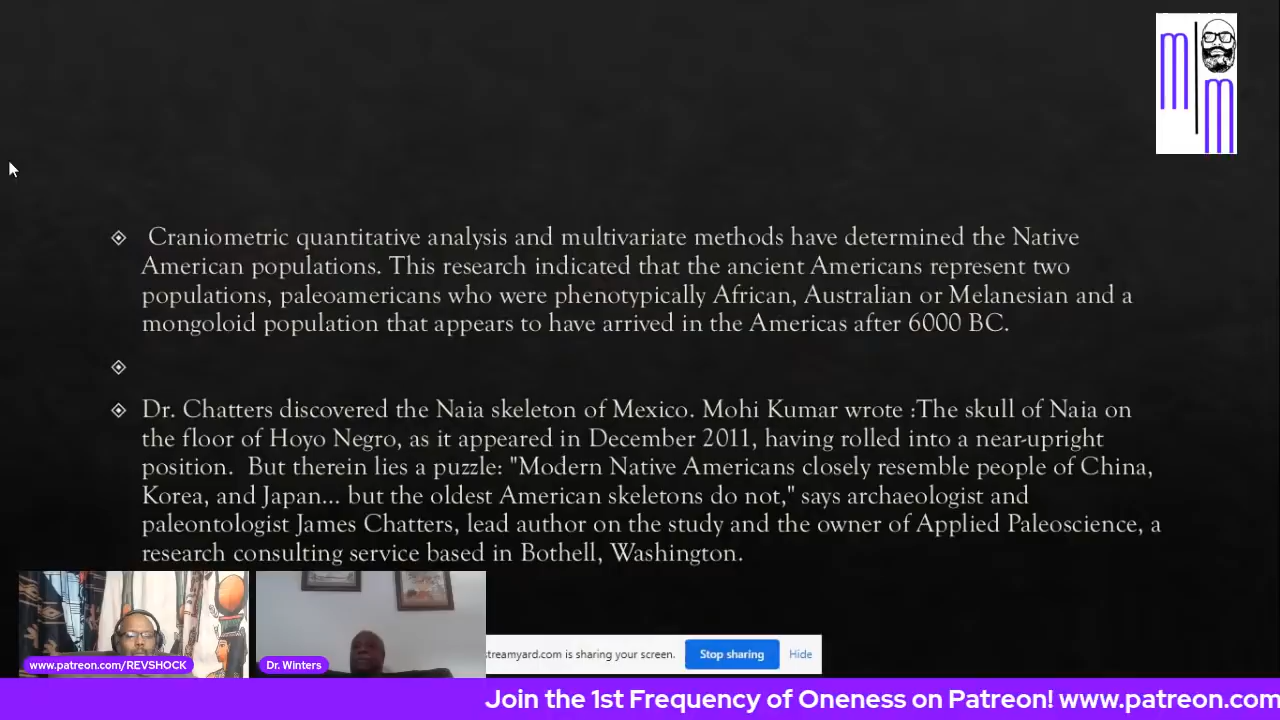 m
m
Craniometric quantitative analysis and multivariate methods have determined the Native
American populations. This research indicated that the ancient Americans represent two
populations, paleoamericans who were phenotypically African, Australian or Melanesian and a
mongoloid population that appears to have arrived in the Americas after 6000 BC.
Dr. Chatters discovered the Naia skeleton of Mexico. Mohi Kumar wrote :The skull of Naia on
the floor of Hoyo Negro, as it appeared in December 2011, having rolled into a near-upright
position. But therein lies a puzzle: "Modern Native Americans closely resemble people of China,
Korea, and Japan... but the oldest American skeletons do not," says archaeologist and
paleontologist James Chatters, lead author on the study and the owner of Applied Paleoscience, a
research consulting service based in Bothell, Washington.
www.patreon.com/REVSHOCK
Dr. Winters
streamyard.com is sharing your screen.
Stop sharing
Hide
Join the 1st Frequency of Oneness on Patreon! www.patreon.com